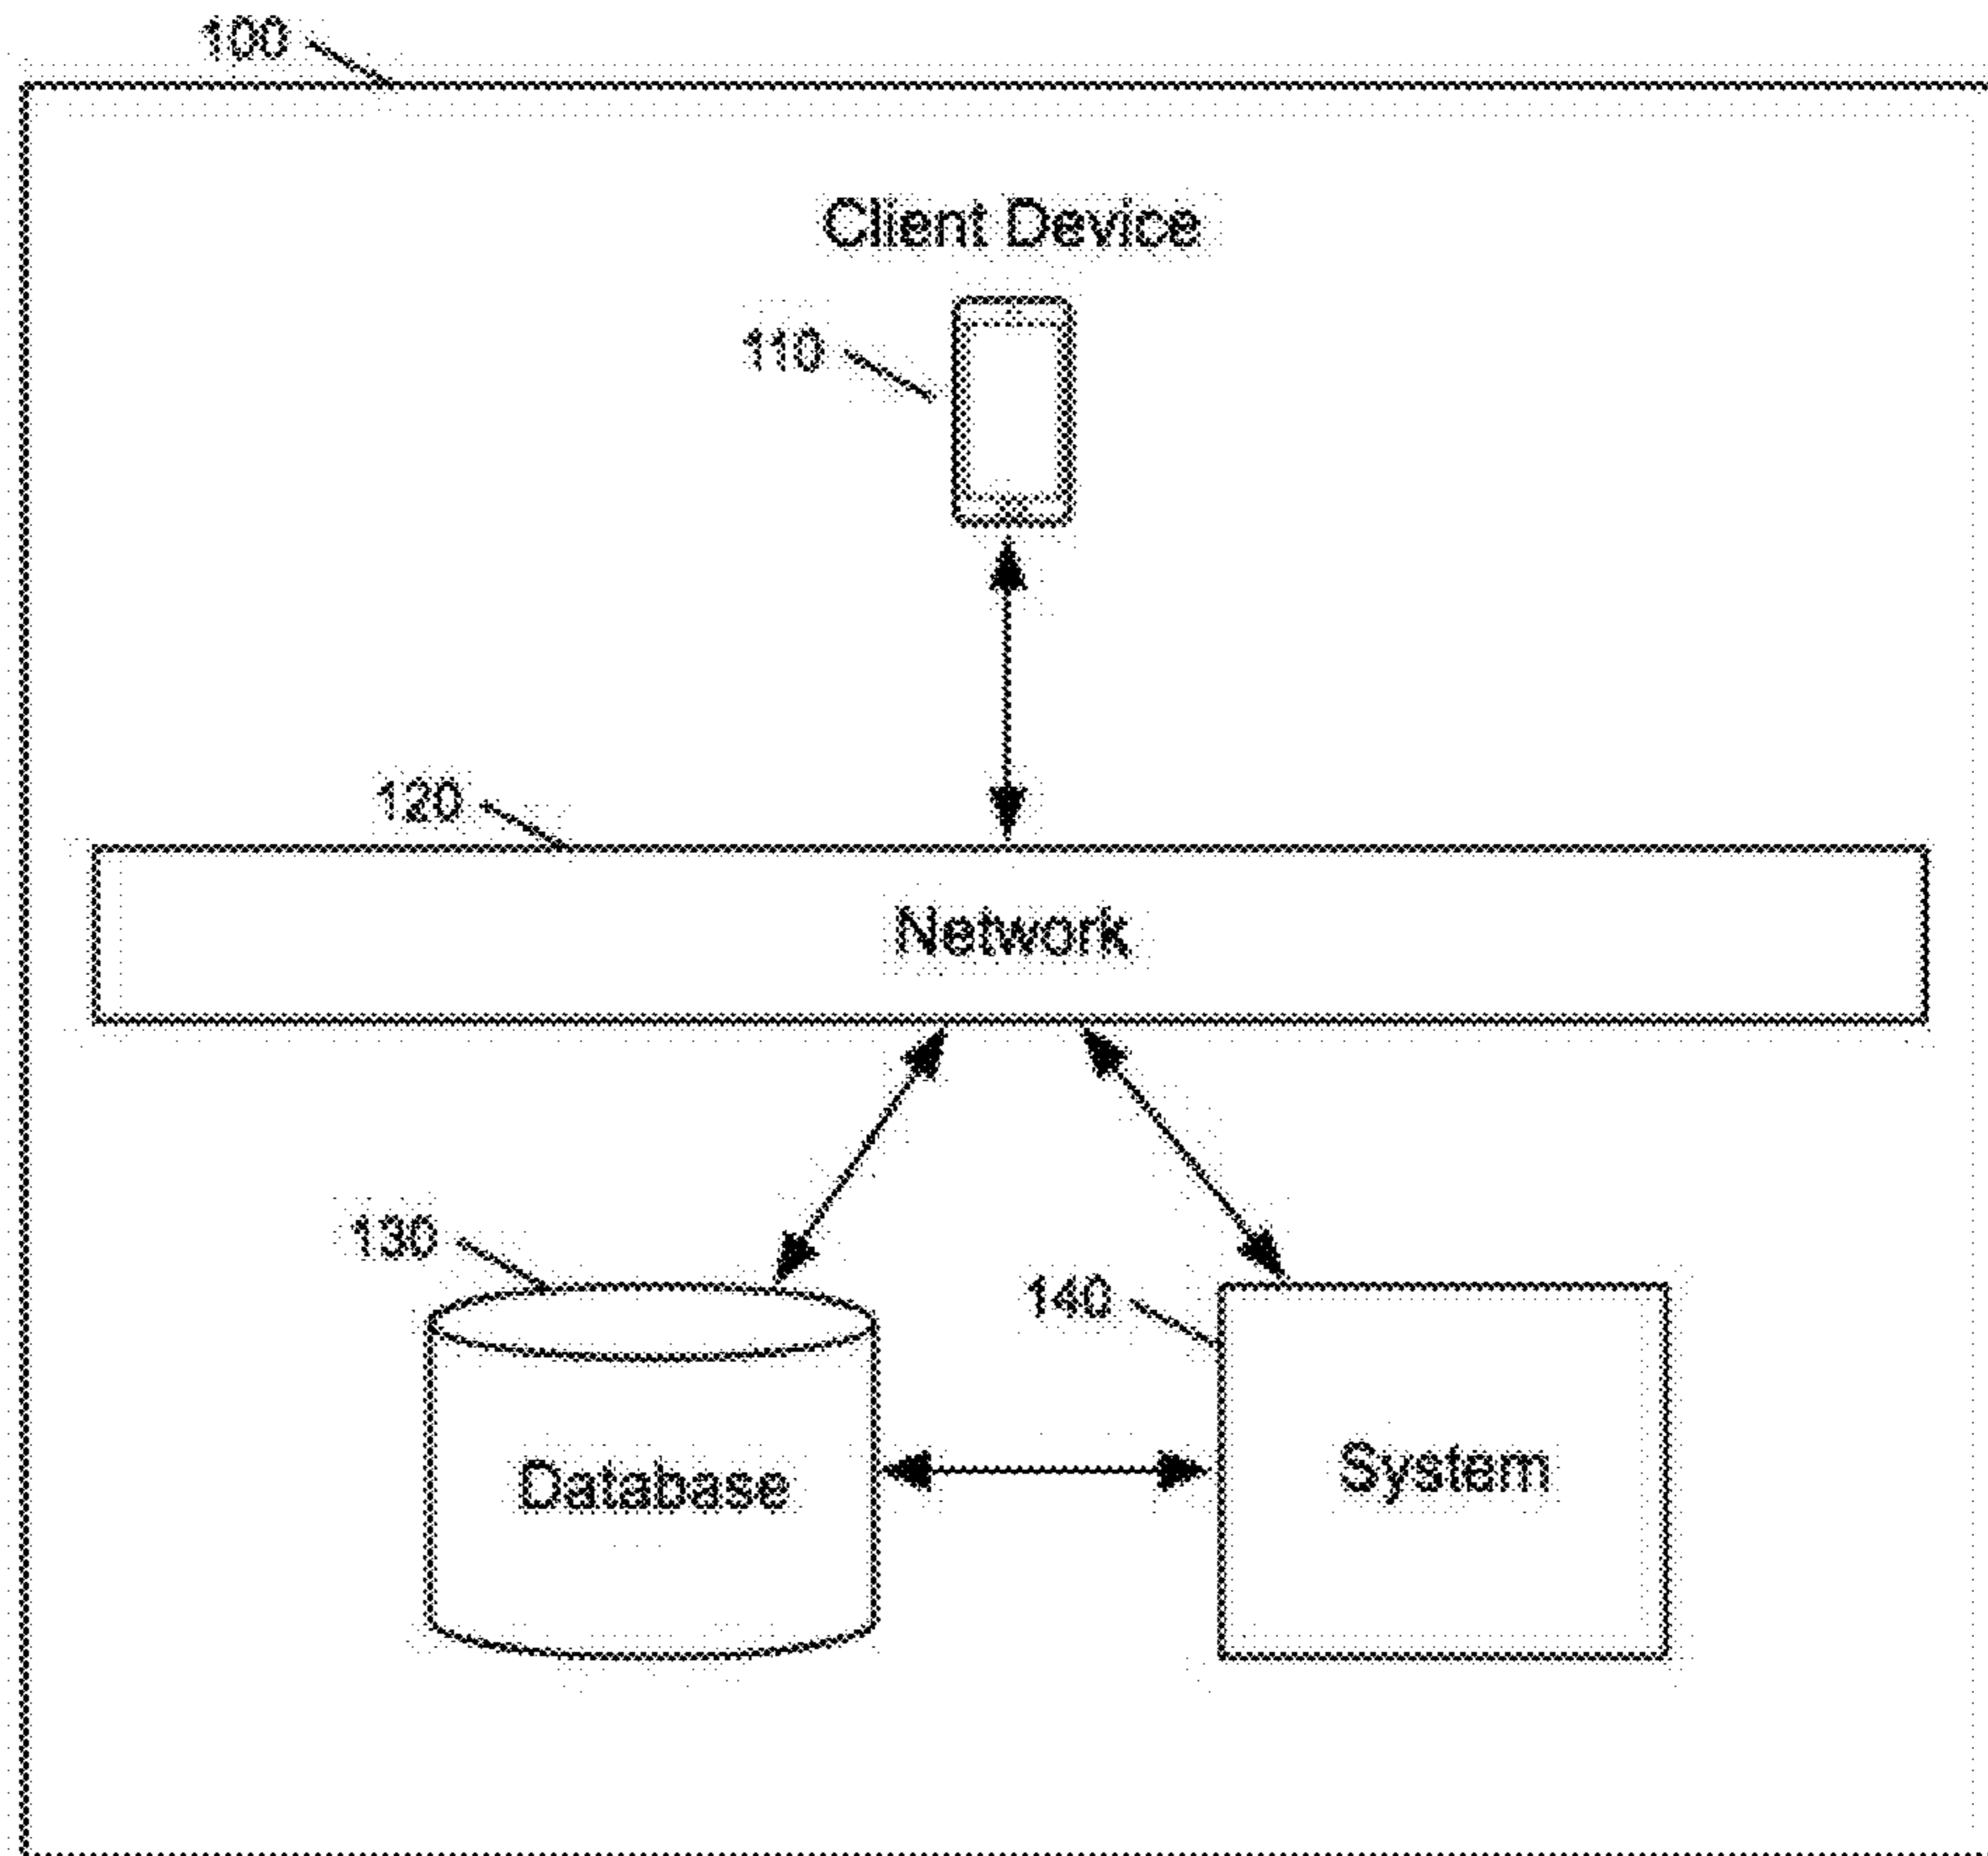 100
Client Device
110
120
Network
130
140
Database
System